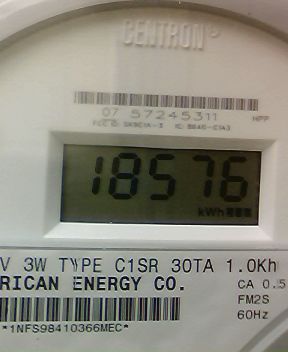 CENTRON®
07 57245311
18576
kWh
V 3W TYPE C1SR 30TA 1.0Kh
RICAN ENERGY CO.
CA 0.5
FM2S
60Hz
*1NFS98410366MEC*